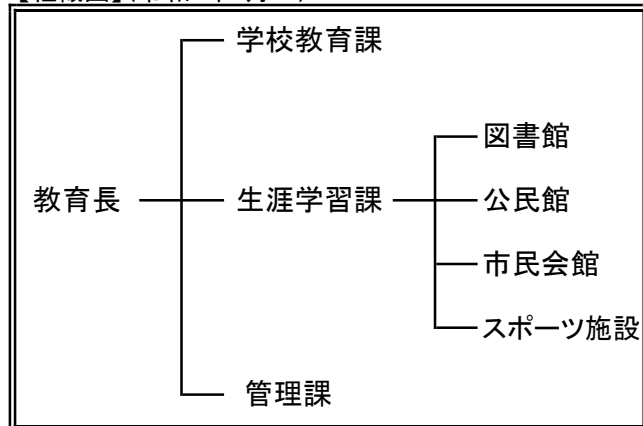 学校教育課
図書館
教育長 生涯学習課 公民館
市民会館
スポーツ施設
管理課